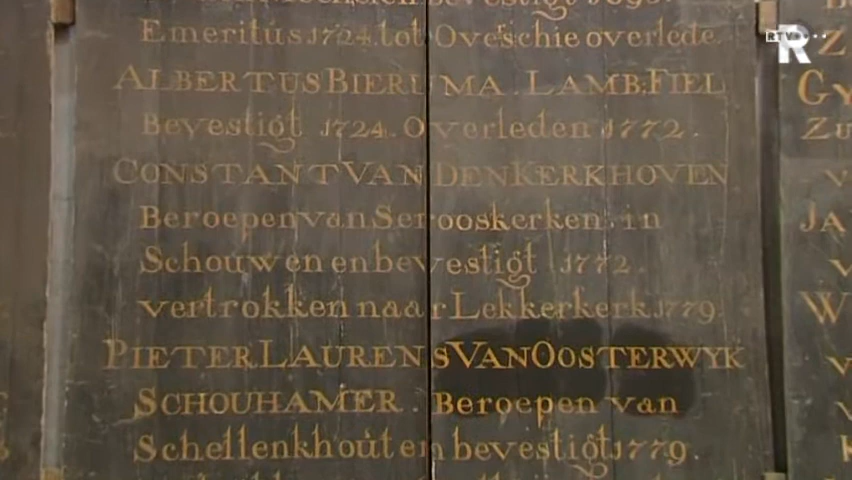 Emeritus 1724. tot Overschie overlede
ALBERTUS BIERUMA. LAMB: FIEL
Bevestigt 1724. Overleden 1772.
CONSTANT VAN DEN KERKHOVEN
Beroepen van Serooskerken in
Schouwen en bevestigt 1772.
vertrokken naar Lekkerkerk 1779.
PIETER LAURENS VAN OOSTERWYK
SCHOUHAMER. Beroepen van
Schellenkhout en bevestigt 1779.
RTV R